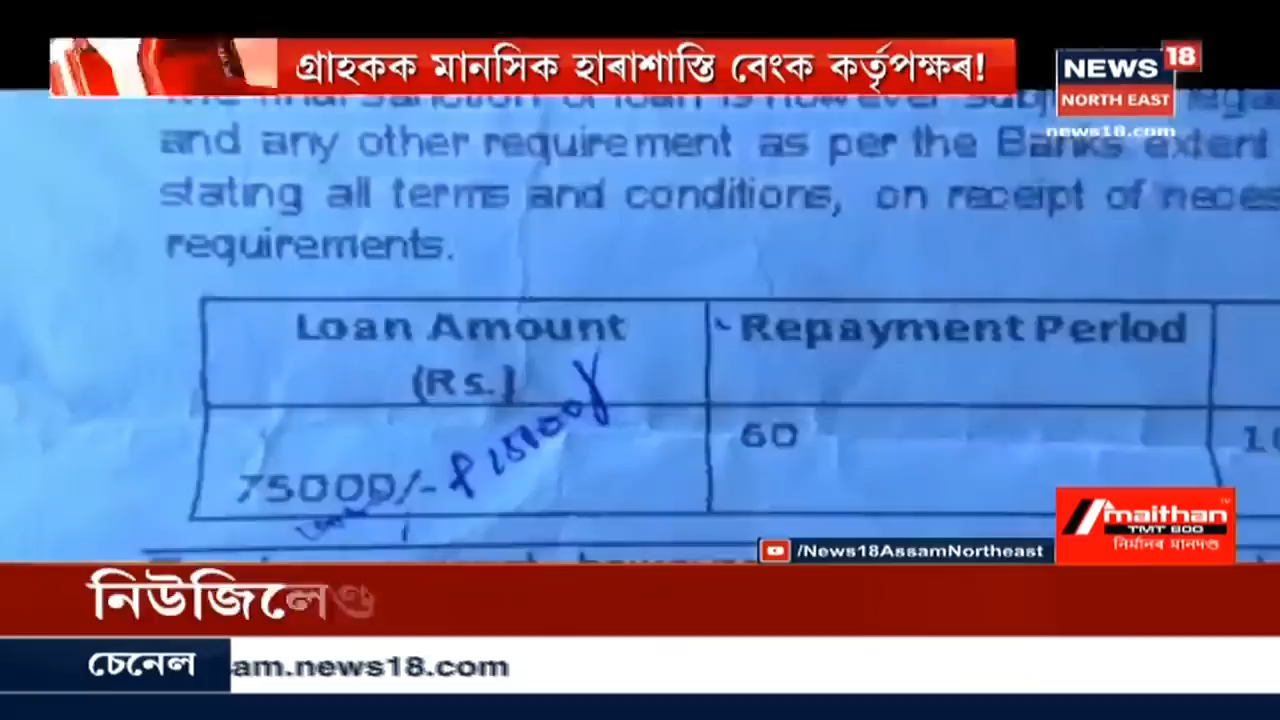 গ্ৰাহকক মানসিক হাৰাশাস্তি বেংক কৰ্তৃপক্ষৰ!
NEWS 18
NORTH EAST
news18.com
and any other requirement as per the Banks extent
stating all terms and conditions, on receipt of
requirements.
Loan Amount
(Rs.)
Repayment Period
75000/-
60
maithan
TMT 600
নিৰ্মানৰ মানদণ্ড
/News18AssamNortheast
নিউজিলেণ্ড
চেনেল
am.news18.com